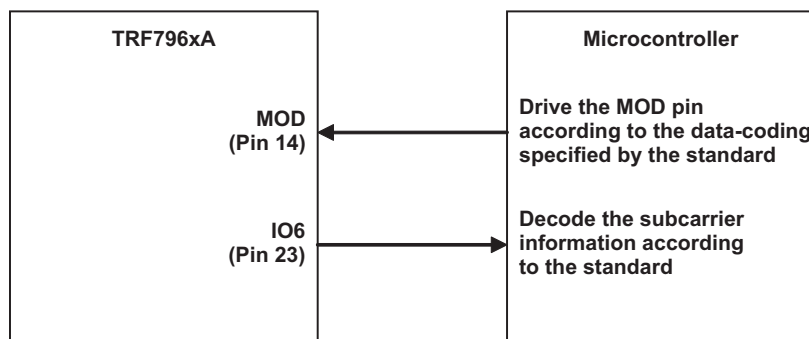 TRF796xA
Microcontroller
MOD
(Pin 14)
Drive the MOD pin
according to the data-coding
specified by the standard
IO6
(Pin 23)
Decode the subcarrier
information according
to the standard